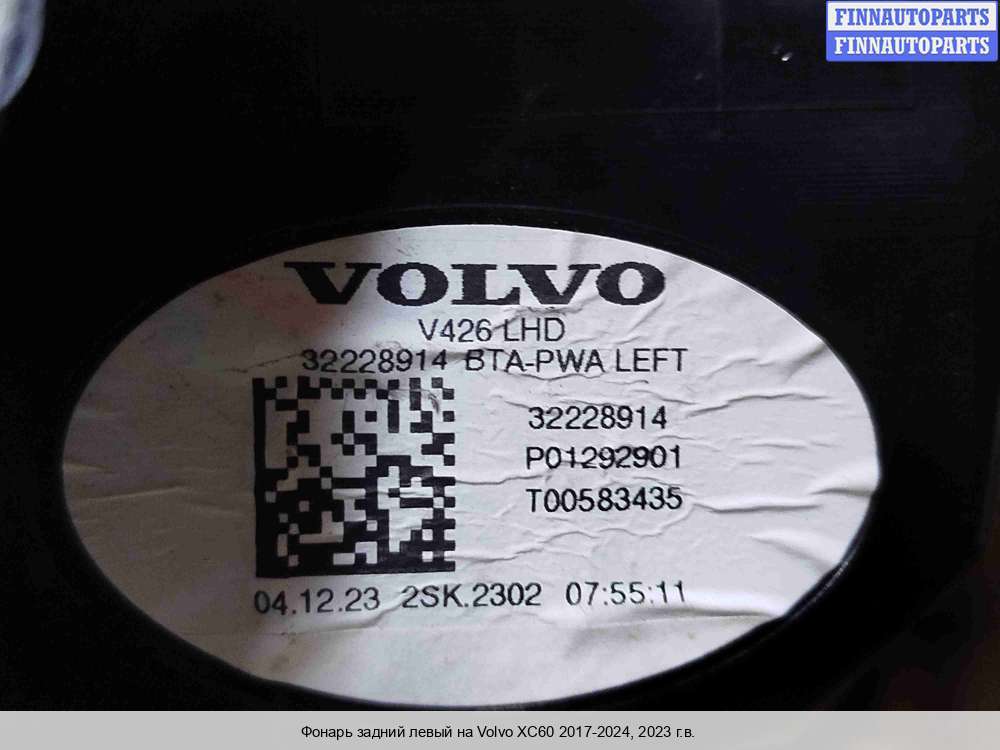 FINNAUTOPARTS
FINNAUTOPARTS
VOLVO
V426 LHD
32228914 BTA-PWA LEFT
32228914
P01292901
T00583435
04.12.23 2SK.2302 07:55:11
Фонарь задний левый на Volvo XC60 2017-2024, 2023 г.в.